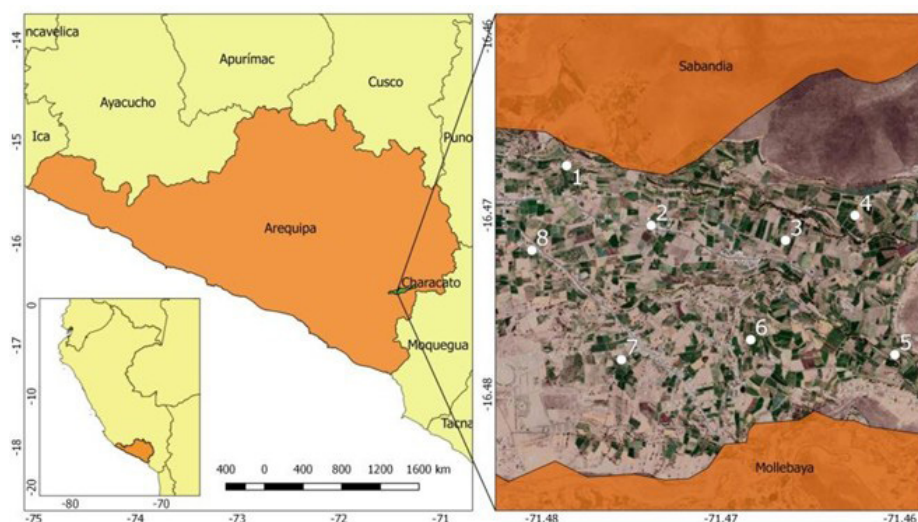 ncavelica
Apurímac
Cusco
Ayacucho
Ica
Puno
Arequipa
Characato
Moquegua
Tacna
-14
-15
-16
-17
-18
0
-10
-20
-80
-70
400 0 400 800 1200 1600 km
-75 -74 -73 -72 -71
Sabandia
1
2
3
4
5
6
7
8
Mollebaya
-16.46
-16.47
-16.48
-71.48 -71.47 -71.46